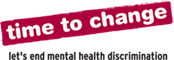 time to change
let's end mental health discrimination